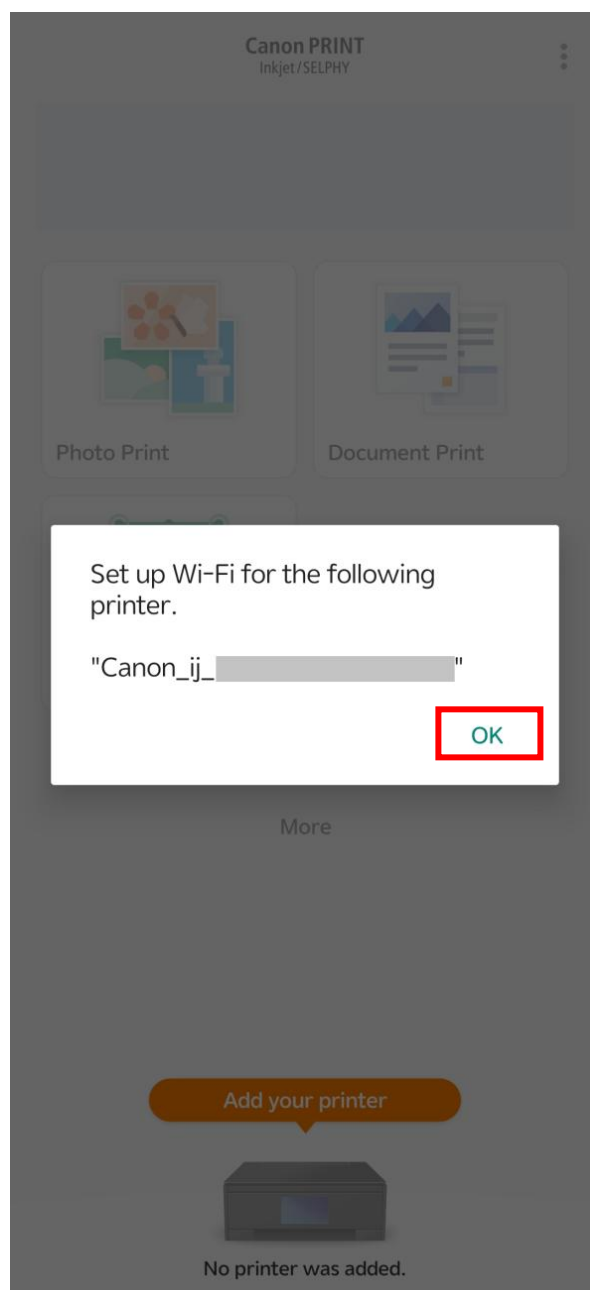 Canon PRINT
Inkjet/SELPHY
Photo Print
Document Print
Set up Wi-Fi for the following
printer.
"Canon_ij_ "
OK
More
Add your printer
No printer was added.